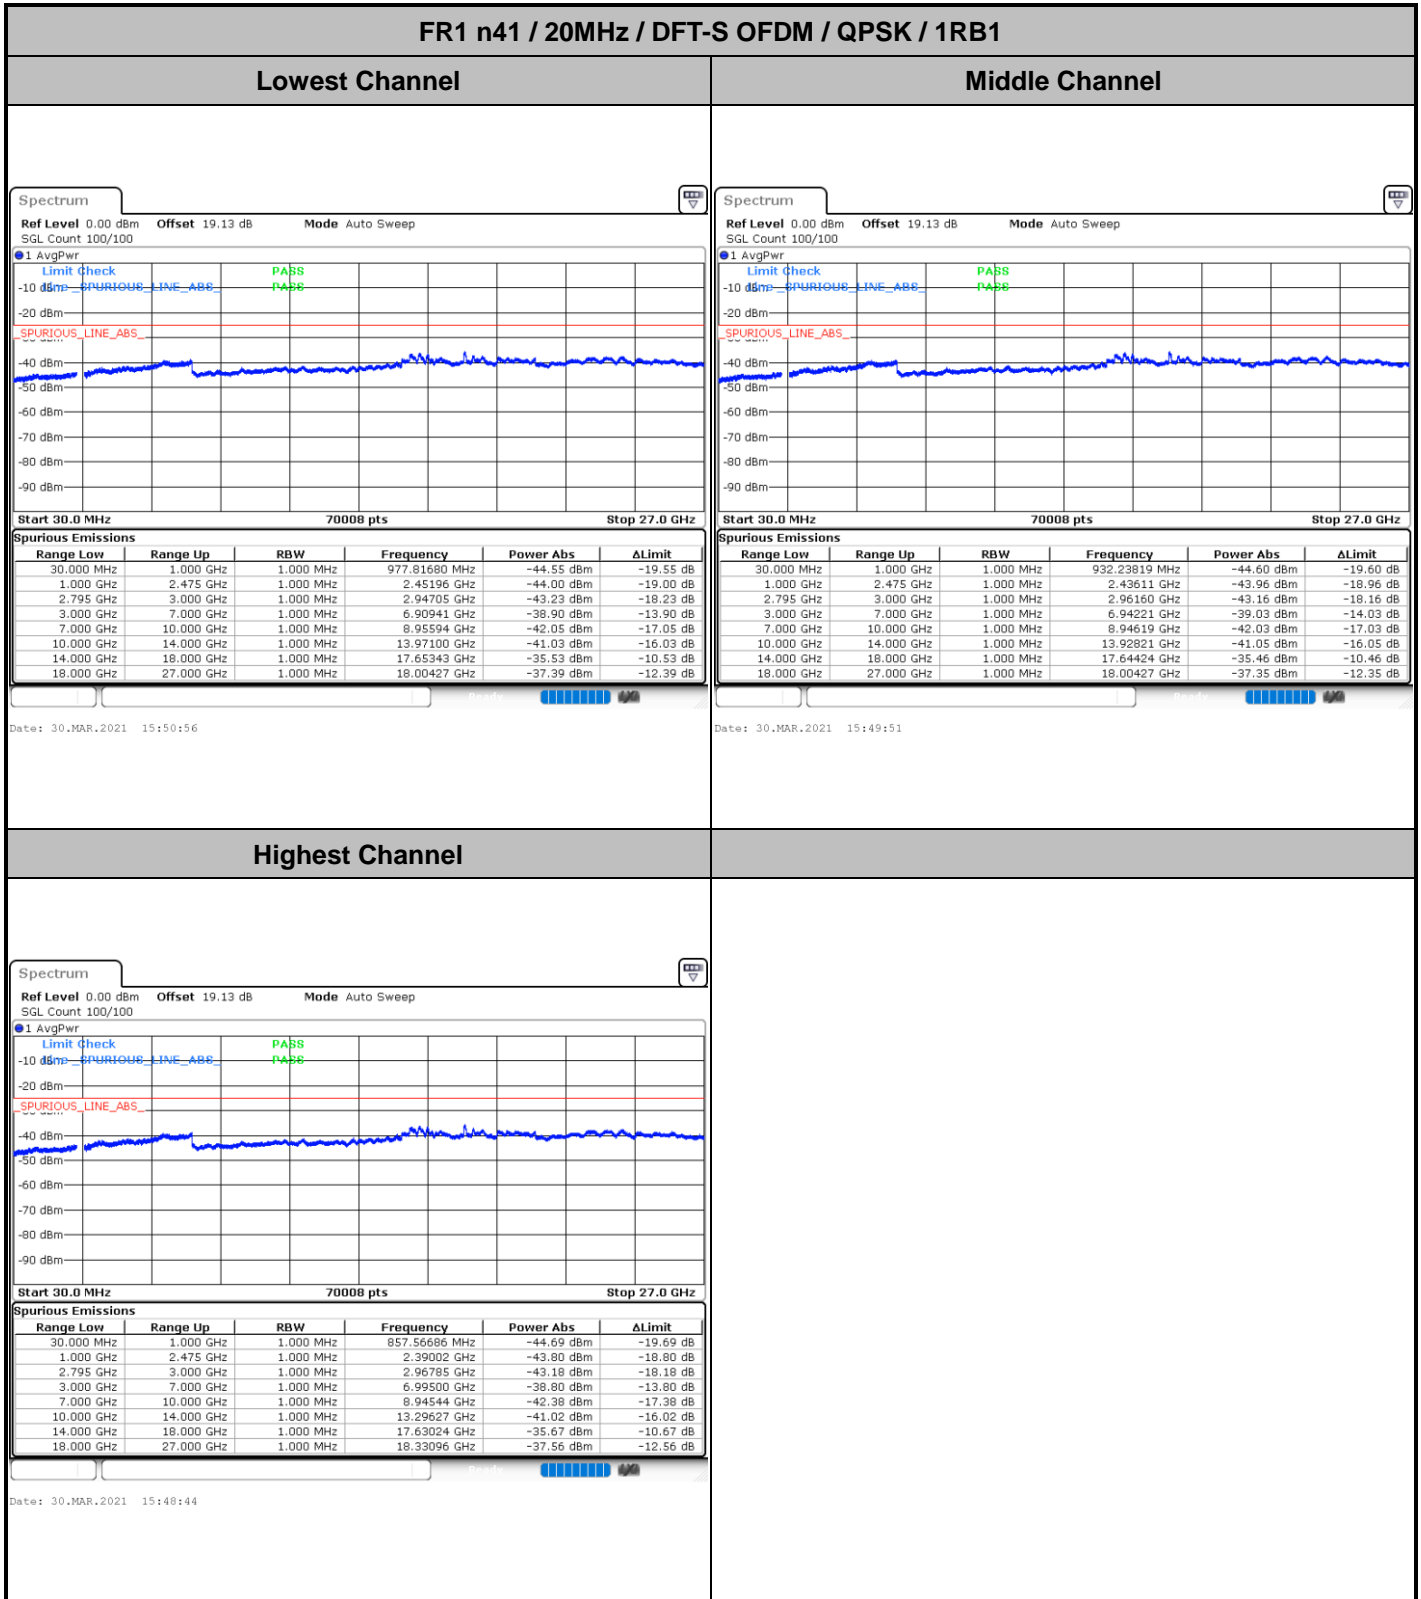 FR1 n41 / 20MHz / DFT-S OFDM / QPSK / 1RB1
Lowest Channel
Middle Channel
Spectrum
Ref Level 0.00 dBm Offset 19.13 dB Mode Auto Sweep
SGL Count 100/100
1 AvgPwr
Limit Check PASS
-10 dBm Line _SPURIOUS_LINE_ABS_ PASS
-20 dBm
_SPURIOUS_LINE_ABS_
-40 dBm
-50 dBm
-60 dBm
-70 dBm
-80 dBm
-90 dBm
Start 30.0 MHz 70008 pts Stop 27.0 GHz
Spurious Emissions
Range Low Range Up RBW Frequency Power Abs ΔLimit
30.000 MHz 1.000 GHz 1.000 MHz 977.81680 MHz -44.55 dBm -19.55 dB
1.000 GHz 2.475 GHz 1.000 MHz 2.45196 GHz -44.00 dBm -19.00 dB
2.795 GHz 3.000 GHz 1.000 MHz 2.94705 GHz -43.23 dBm -18.23 dB
3.000 GHz 7.000 GHz 1.000 MHz 6.90941 GHz -38.90 dBm -13.90 dB
7.000 GHz 10.000 GHz 1.000 MHz 8.95594 GHz -42.05 dBm -17.05 dB
10.000 GHz 14.000 GHz 1.000 MHz 13.97100 GHz -41.03 dBm -16.03 dB
14.000 GHz 18.000 GHz 1.000 MHz 17.65343 GHz -35.53 dBm -10.53 dB
18.000 GHz 27.000 GHz 1.000 MHz 18.00427 GHz -37.39 dBm -12.39 dB
Ready
Date: 30.MAR.2021 15:50:56
Spectrum
Ref Level 0.00 dBm Offset 19.13 dB Mode Auto Sweep
SGL Count 100/100
1 AvgPwr
Limit Check PASS
-10 dBm Line _SPURIOUS_LINE_ABS_ PASS
-20 dBm
_SPURIOUS_LINE_ABS_
-40 dBm
-50 dBm
-60 dBm
-70 dBm
-80 dBm
-90 dBm
Start 30.0 MHz 70008 pts Stop 27.0 GHz
Spurious Emissions
Range Low Range Up RBW Frequency Power Abs ΔLimit
30.000 MHz 1.000 GHz 1.000 MHz 932.23819 MHz -44.60 dBm -19.60 dB
1.000 GHz 2.475 GHz 1.000 MHz 2.43611 GHz -43.96 dBm -18.96 dB
2.795 GHz 3.000 GHz 1.000 MHz 2.96160 GHz -43.16 dBm -18.16 dB
3.000 GHz 7.000 GHz 1.000 MHz 6.94221 GHz -39.03 dBm -14.03 dB
7.000 GHz 10.000 GHz 1.000 MHz 8.94619 GHz -42.03 dBm -17.03 dB
10.000 GHz 14.000 GHz 1.000 MHz 13.92821 GHz -41.05 dBm -16.05 dB
14.000 GHz 18.000 GHz 1.000 MHz 17.64424 GHz -35.46 dBm -10.46 dB
18.000 GHz 27.000 GHz 1.000 MHz 18.00427 GHz -37.35 dBm -12.35 dB
Ready
Date: 30.MAR.2021 15:49:51
Highest Channel
Spectrum
Ref Level 0.00 dBm Offset 19.13 dB Mode Auto Sweep
SGL Count 100/100
1 AvgPwr
Limit Check PASS
-10 dBm Line _SPURIOUS_LINE_ABS_ PASS
-20 dBm
_SPURIOUS_LINE_ABS_
-40 dBm
-50 dBm
-60 dBm
-70 dBm
-80 dBm
-90 dBm
Start 30.0 MHz 70008 pts Stop 27.0 GHz
Spurious Emissions
Range Low Range Up RBW Frequency Power Abs ΔLimit
30.000 MHz 1.000 GHz 1.000 MHz 857.56686 MHz -44.69 dBm -19.69 dB
1.000 GHz 2.475 GHz 1.000 MHz 2.39002 GHz -43.80 dBm -18.80 dB
2.795 GHz 3.000 GHz 1.000 MHz 2.96785 GHz -43.18 dBm -18.18 dB
3.000 GHz 7.000 GHz 1.000 MHz 6.99500 GHz -38.80 dBm -13.80 dB
7.000 GHz 10.000 GHz 1.000 MHz 8.94544 GHz -42.38 dBm -17.38 dB
10.000 GHz 14.000 GHz 1.000 MHz 13.29627 GHz -41.02 dBm -16.02 dB
14.000 GHz 18.000 GHz 1.000 MHz 17.63024 GHz -35.67 dBm -10.67 dB
18.000 GHz 27.000 GHz 1.000 MHz 18.33096 GHz -37.56 dBm -12.56 dB
Ready
Date: 30.MAR.2021 15:48:44